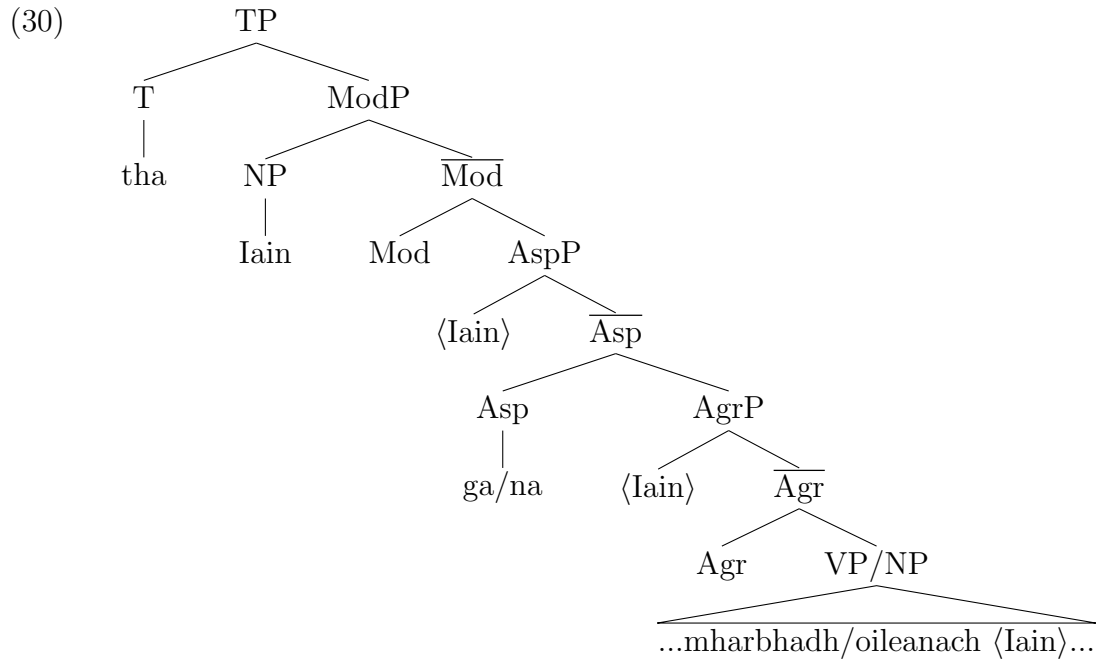 (30) TP
T ModP
tha NP Mod
Iain Mod AspP
⟨Iain⟩ Asp
Asp AgrP
ga/na ⟨Iain⟩ Agr
Agr VP/NP
...mharbhadh/oileanach ⟨Iain⟩...